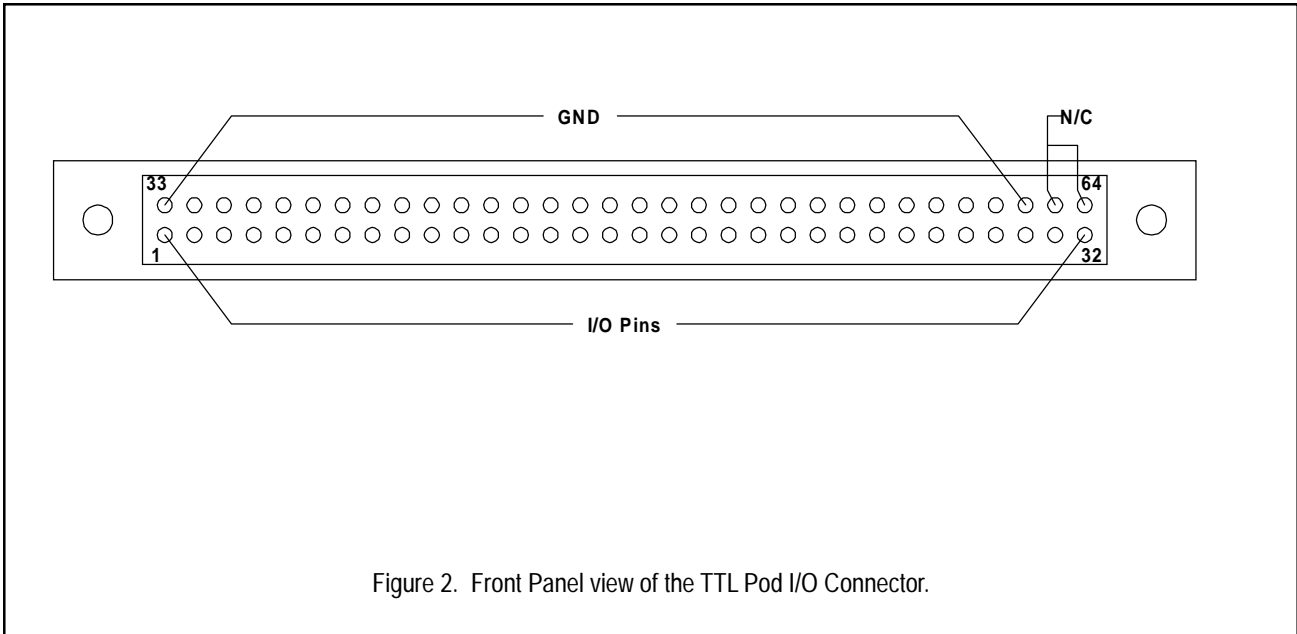 GND
N/C
33
64
1
32
I/O Pins
Figure 2. Front Panel view of the TTL Pod I/O Connector.